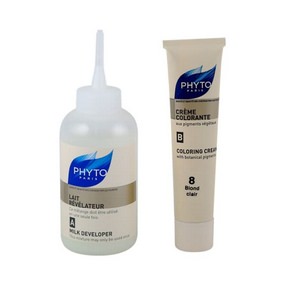 PHYTO
PARIS
LAIT
RÉVÉLATEUR
A
MILK DEVELOPER
PHYTO
PARIS
CRÈME
COLORANTE
aux pigments végétaux
B
COLORING CREAM
with botanical pigments
8
Blond
clair